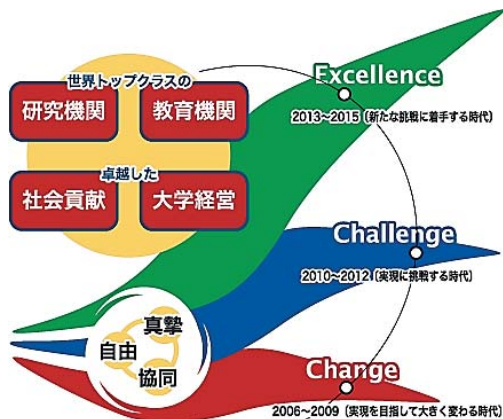 世界トップクラスの
研究機関
教育機関
卓越した
社会貢献
大学経営
Excellence
2013〜2015（新たな挑戦に着手する時代）
Challenge
2010〜2012（実現に挑戦する時代）
真摯
自由
協同
Change
2006〜2009（実現を目指して大きく変わる時代）